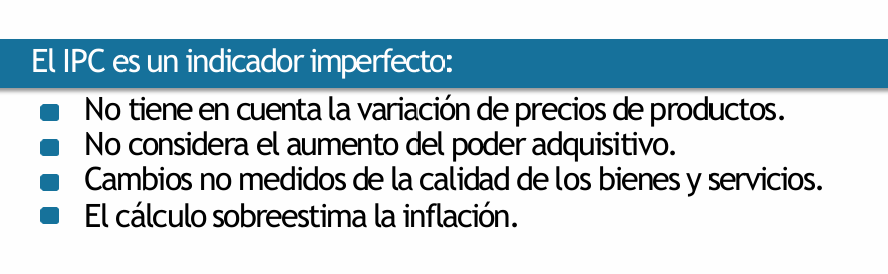 El IPC es un indicador imperfecto:
No tiene en cuenta la variación de precios de productos.
No considera el aumento del poder adquisitivo.
Cambios no medidos de la calidad de los bienes y servicios.
El cálculo sobreestima la inflación.